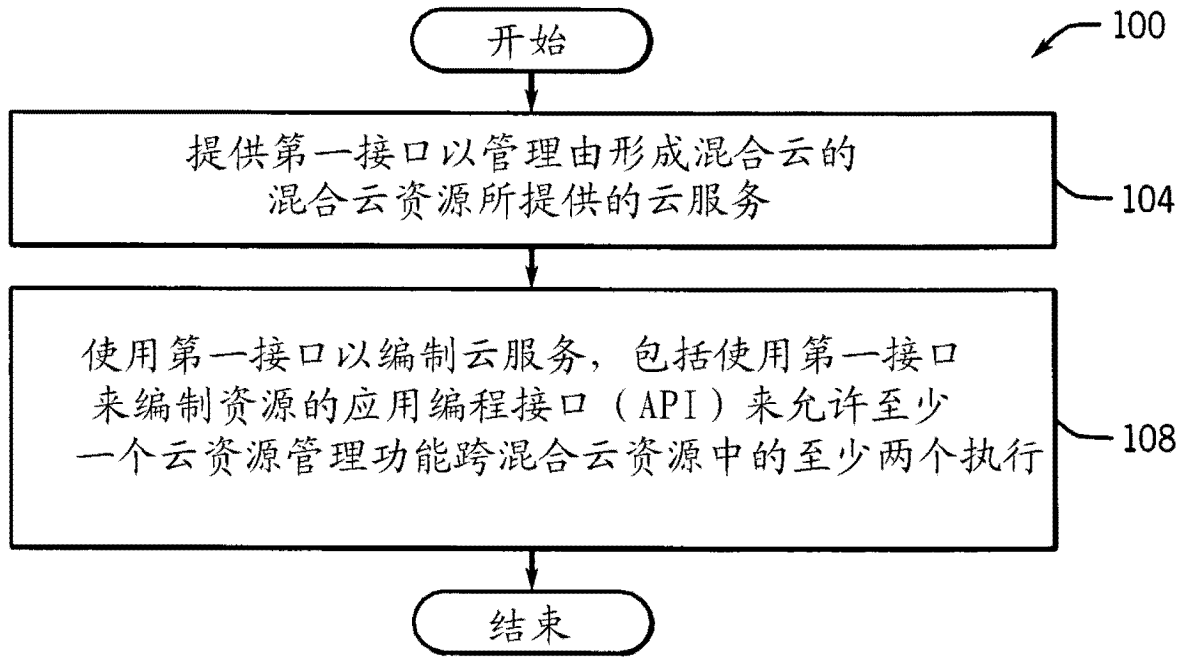 开始
100
提供第一接口以管理由形成混合云的
混合云资源所提供的云服务
104
使用第一接口以编制云服务，包括使用第一接口
来编制资源的应用编程接口（API）来允许至少
一个云资源管理功能跨混合云资源中的至少两个执行
108
结束